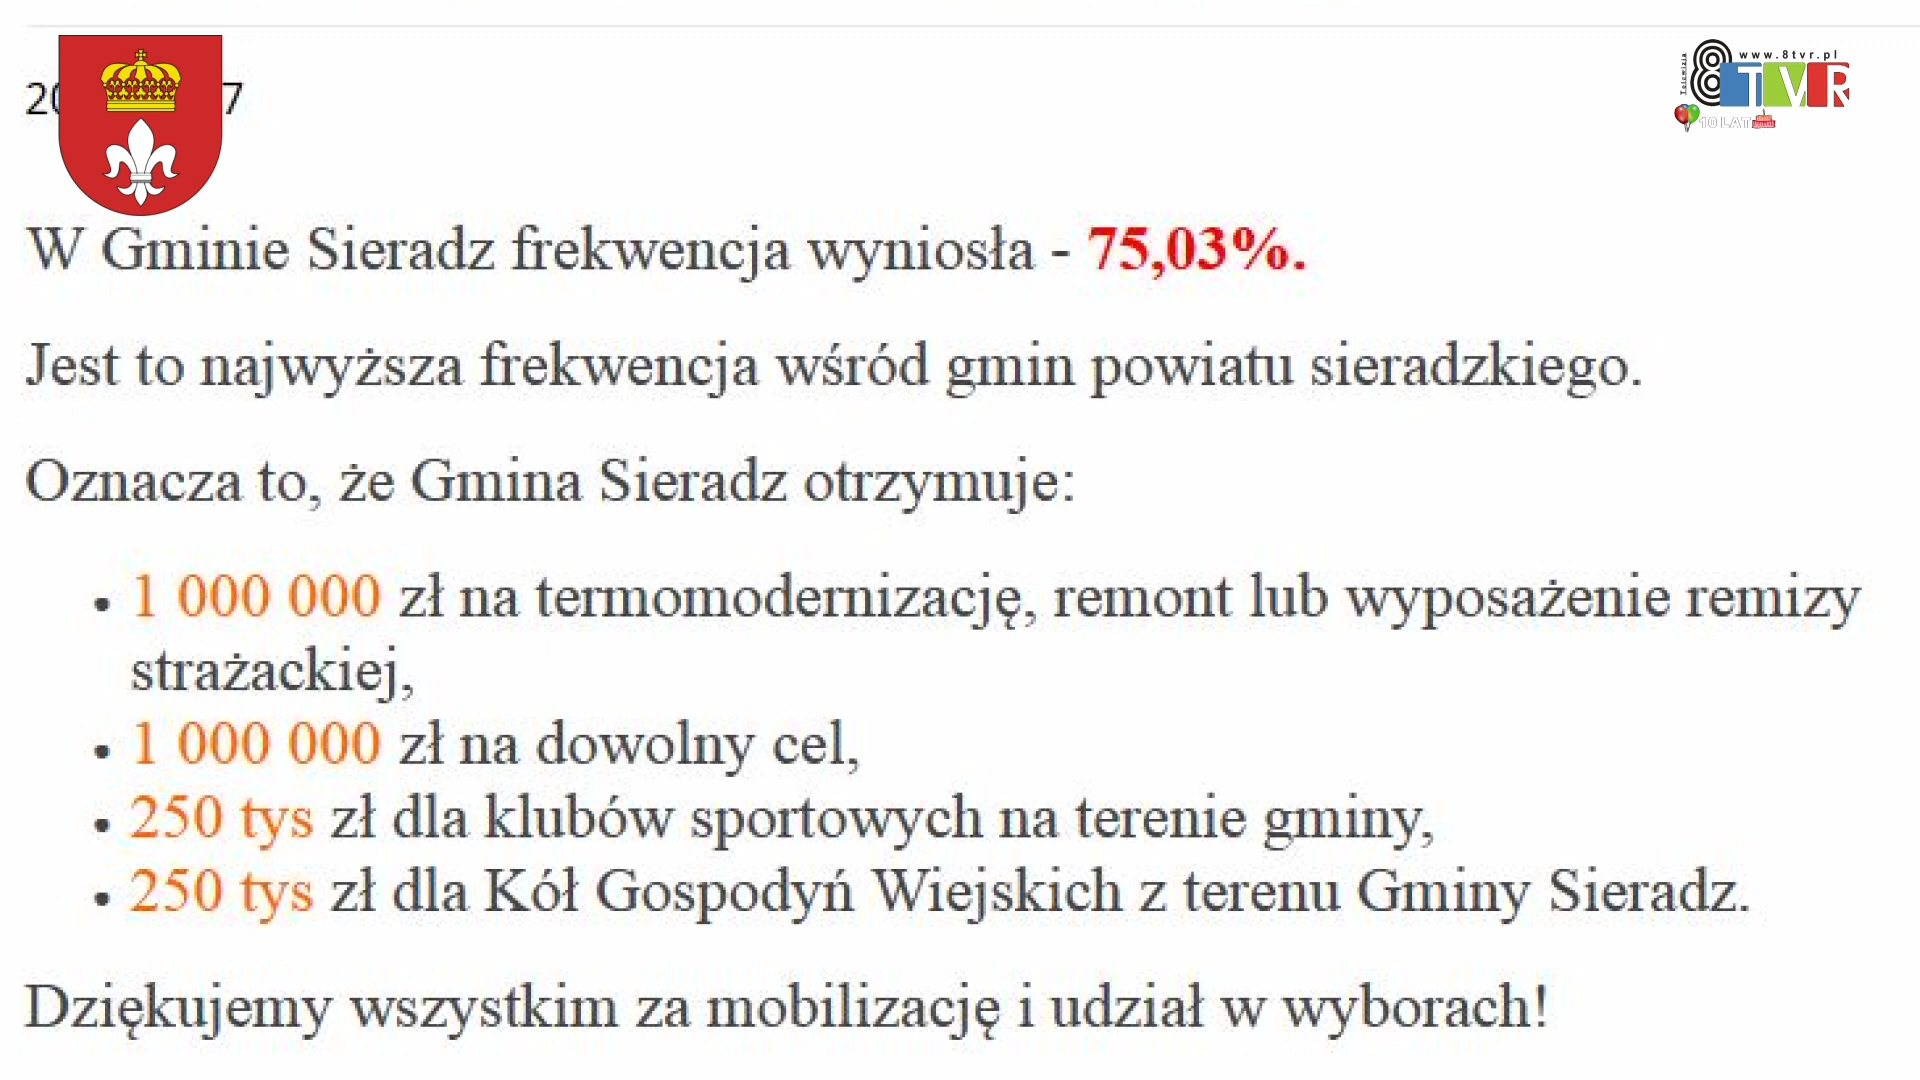 www.8tvr.pl
Telewizja
8 TVR
10 LAT
W Gminie Sieradz frekwencja wyniosła - 75,03%.
Jest to najwyższa frekwencja wśród gmin powiatu sieradzkiego.
Oznacza to, że Gmina Sieradz otrzymuje:
• 1 000 000 zł na termomodernizację, remont lub wyposażenie remizy
strażackiej,
• 1 000 000 zł na dowolny cel,
• 250 tys zł dla klubów sportowych na terenie gminy,
• 250 tys zł dla Kół Gospodyń Wiejskich z terenu Gminy Sieradz.
Dziękujemy wszystkim za mobilizację i udział w wyborach!